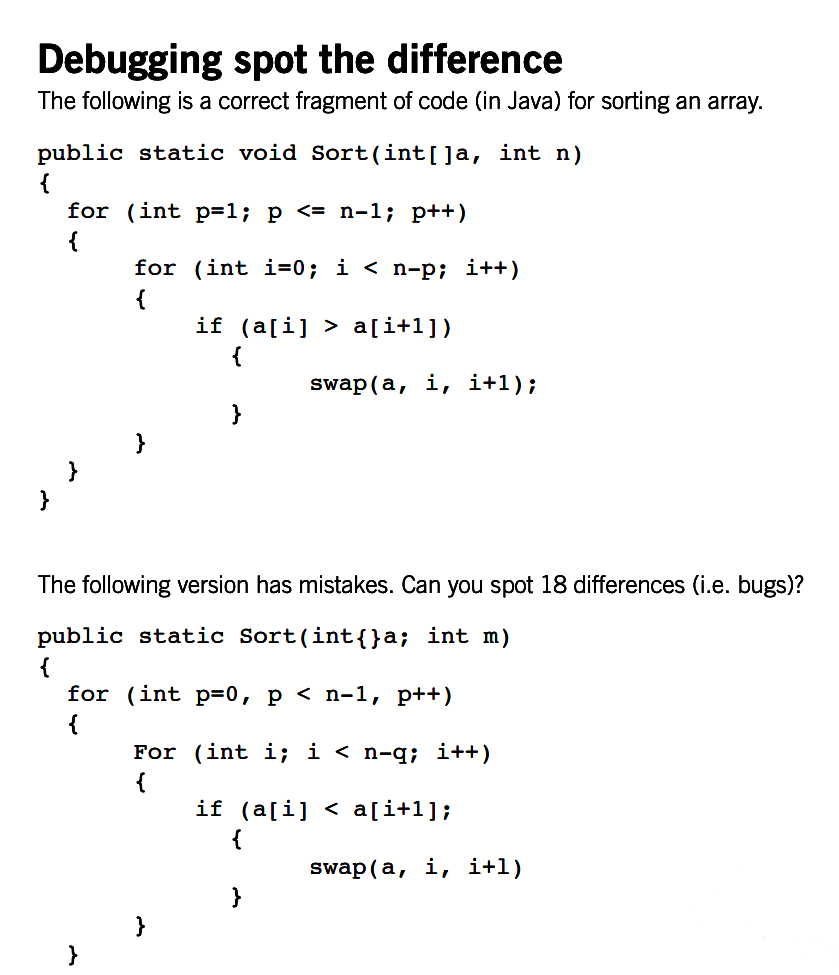 Debugging spot the difference
The following is a correct fragment of code (in Java) for sorting an array.
public static void Sort(int[]a, int n)
{
for (int p=1; p <= n-1; p++)
{
for (int i=0; i < n-p; i++)
{
if (a[i] > a[i+1])
{
swap(a, i, i+1);
}
}
}
}
The following version has mistakes. Can you spot 18 differences (i.e. bugs)?
public static Sort(int{}a; int m)
{
for (int p=0, p < n-1, p++)
{
For (int i; i < n-q; i++)
{
if (a[i] < a[i+1];
{
swap(a, i, i+l)
}
}
}